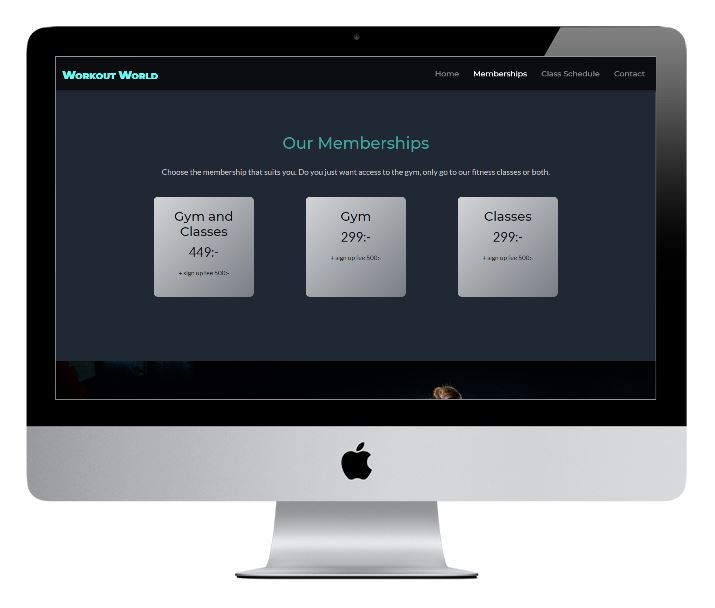 WORKOUT WORLD
Home Memberships Class Schedule Contact
Our Memberships
Choose the membership that suits you. Do you just want access to the gym, only go to our fitness classes or both.
Gym and
Classes
449:-
+ sign up fee 500:-
Gym
299:-
+ sign up fee 500:-
Classes
299:-
+ sign up fee 500:-